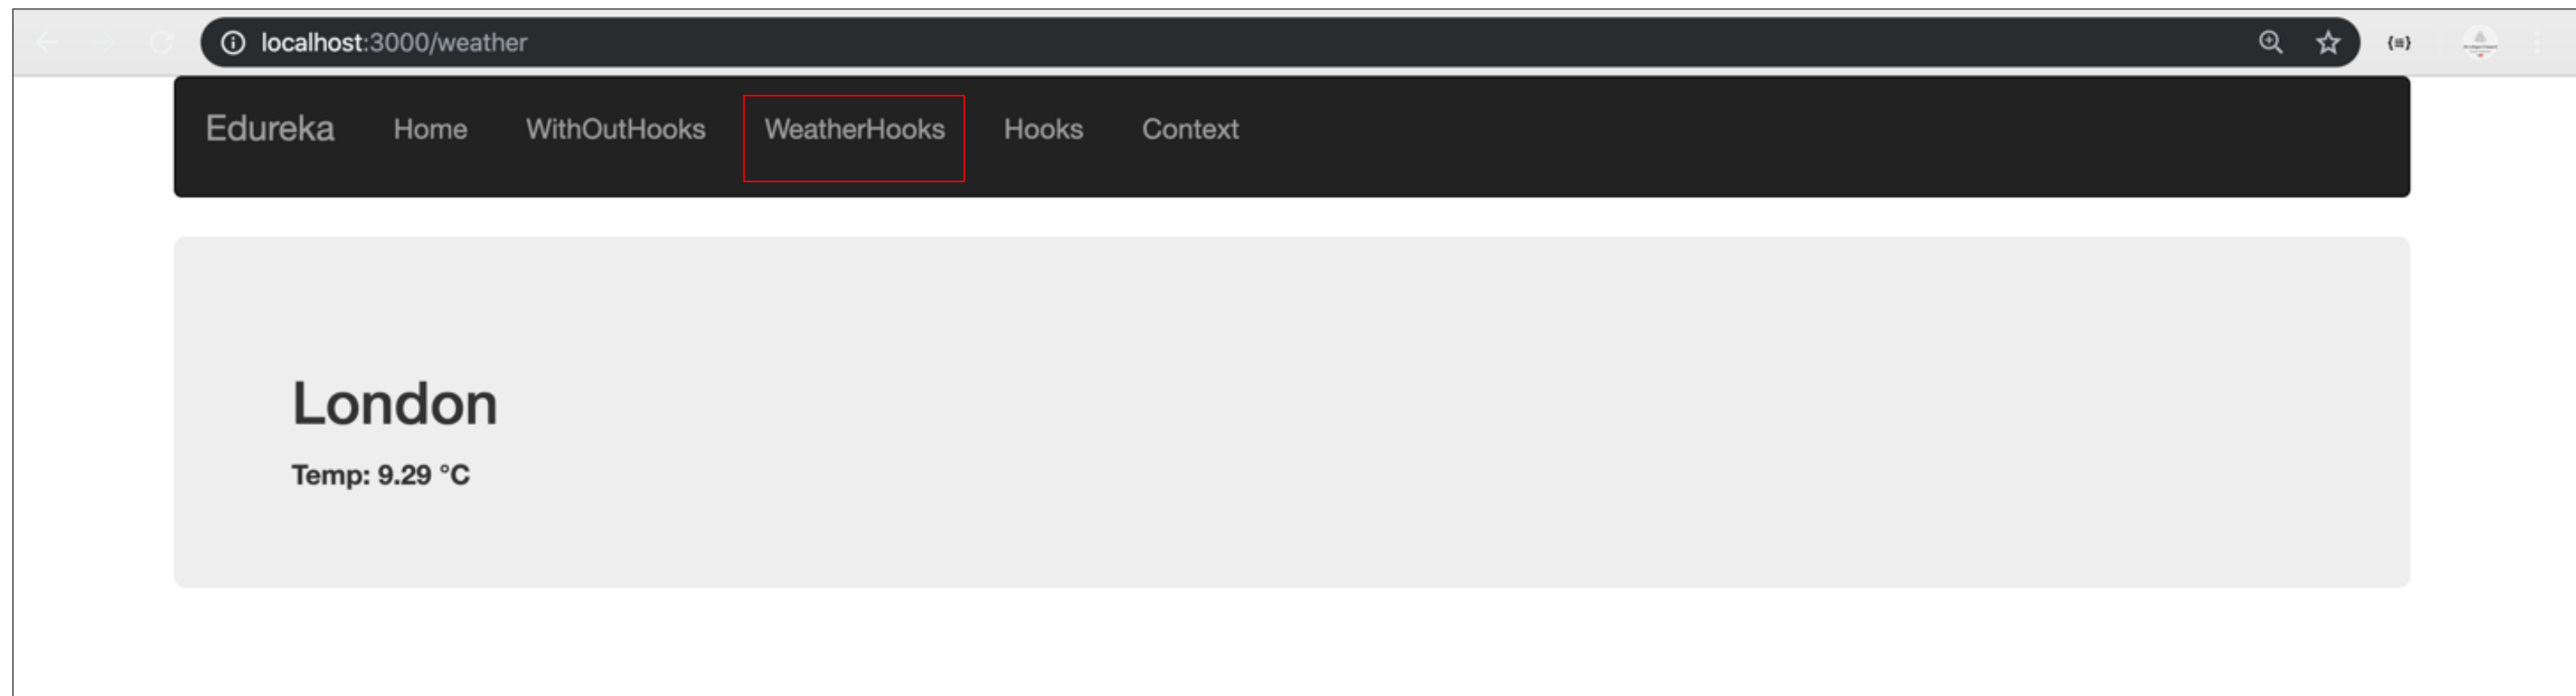 localhost:3000/weather
Edureka Home WithOutHooks WeatherHooks Hooks Context
London
Temp: 9.29 °C